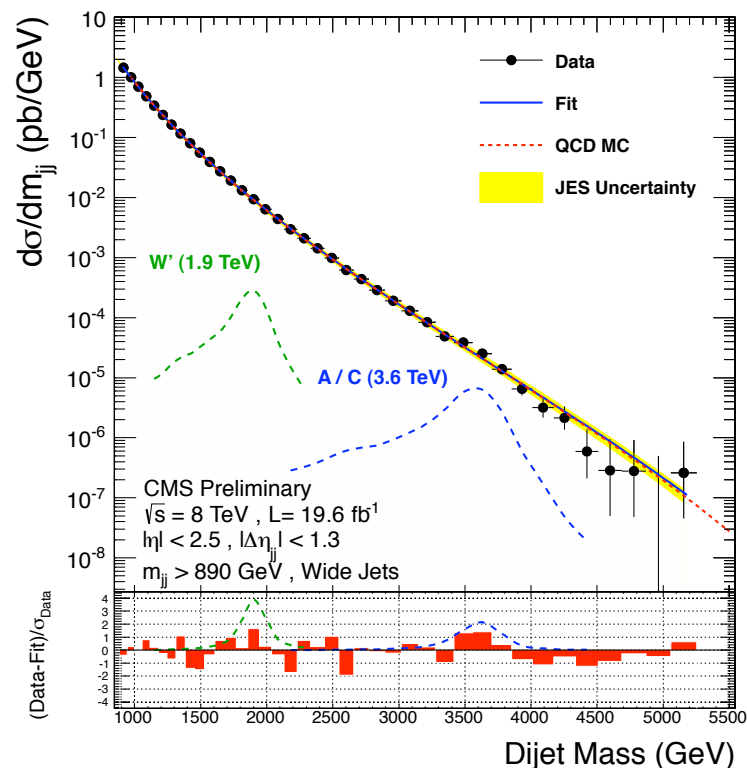 dσ/dm_jj (pb/GeV)
10
1
10^-1
10^-2
10^-3
10^-4
10^-5
10^-6
10^-7
10^-8
Data
Fit
QCD MC
JES Uncertainty
W' (1.9 TeV)
A / C (3.6 TeV)
CMS Preliminary
√s = 8 TeV , L= 19.6 fb^-1
|η| < 2.5 , |Δη_jj| < 1.3
m_jj > 890 GeV , Wide Jets
(Data-Fit)/σ_Data
4
3
2
1
0
-1
-2
-3
-4
1000 1500 2000 2500 3000 3500 4000 4500 5000 5500
Dijet Mass (GeV)